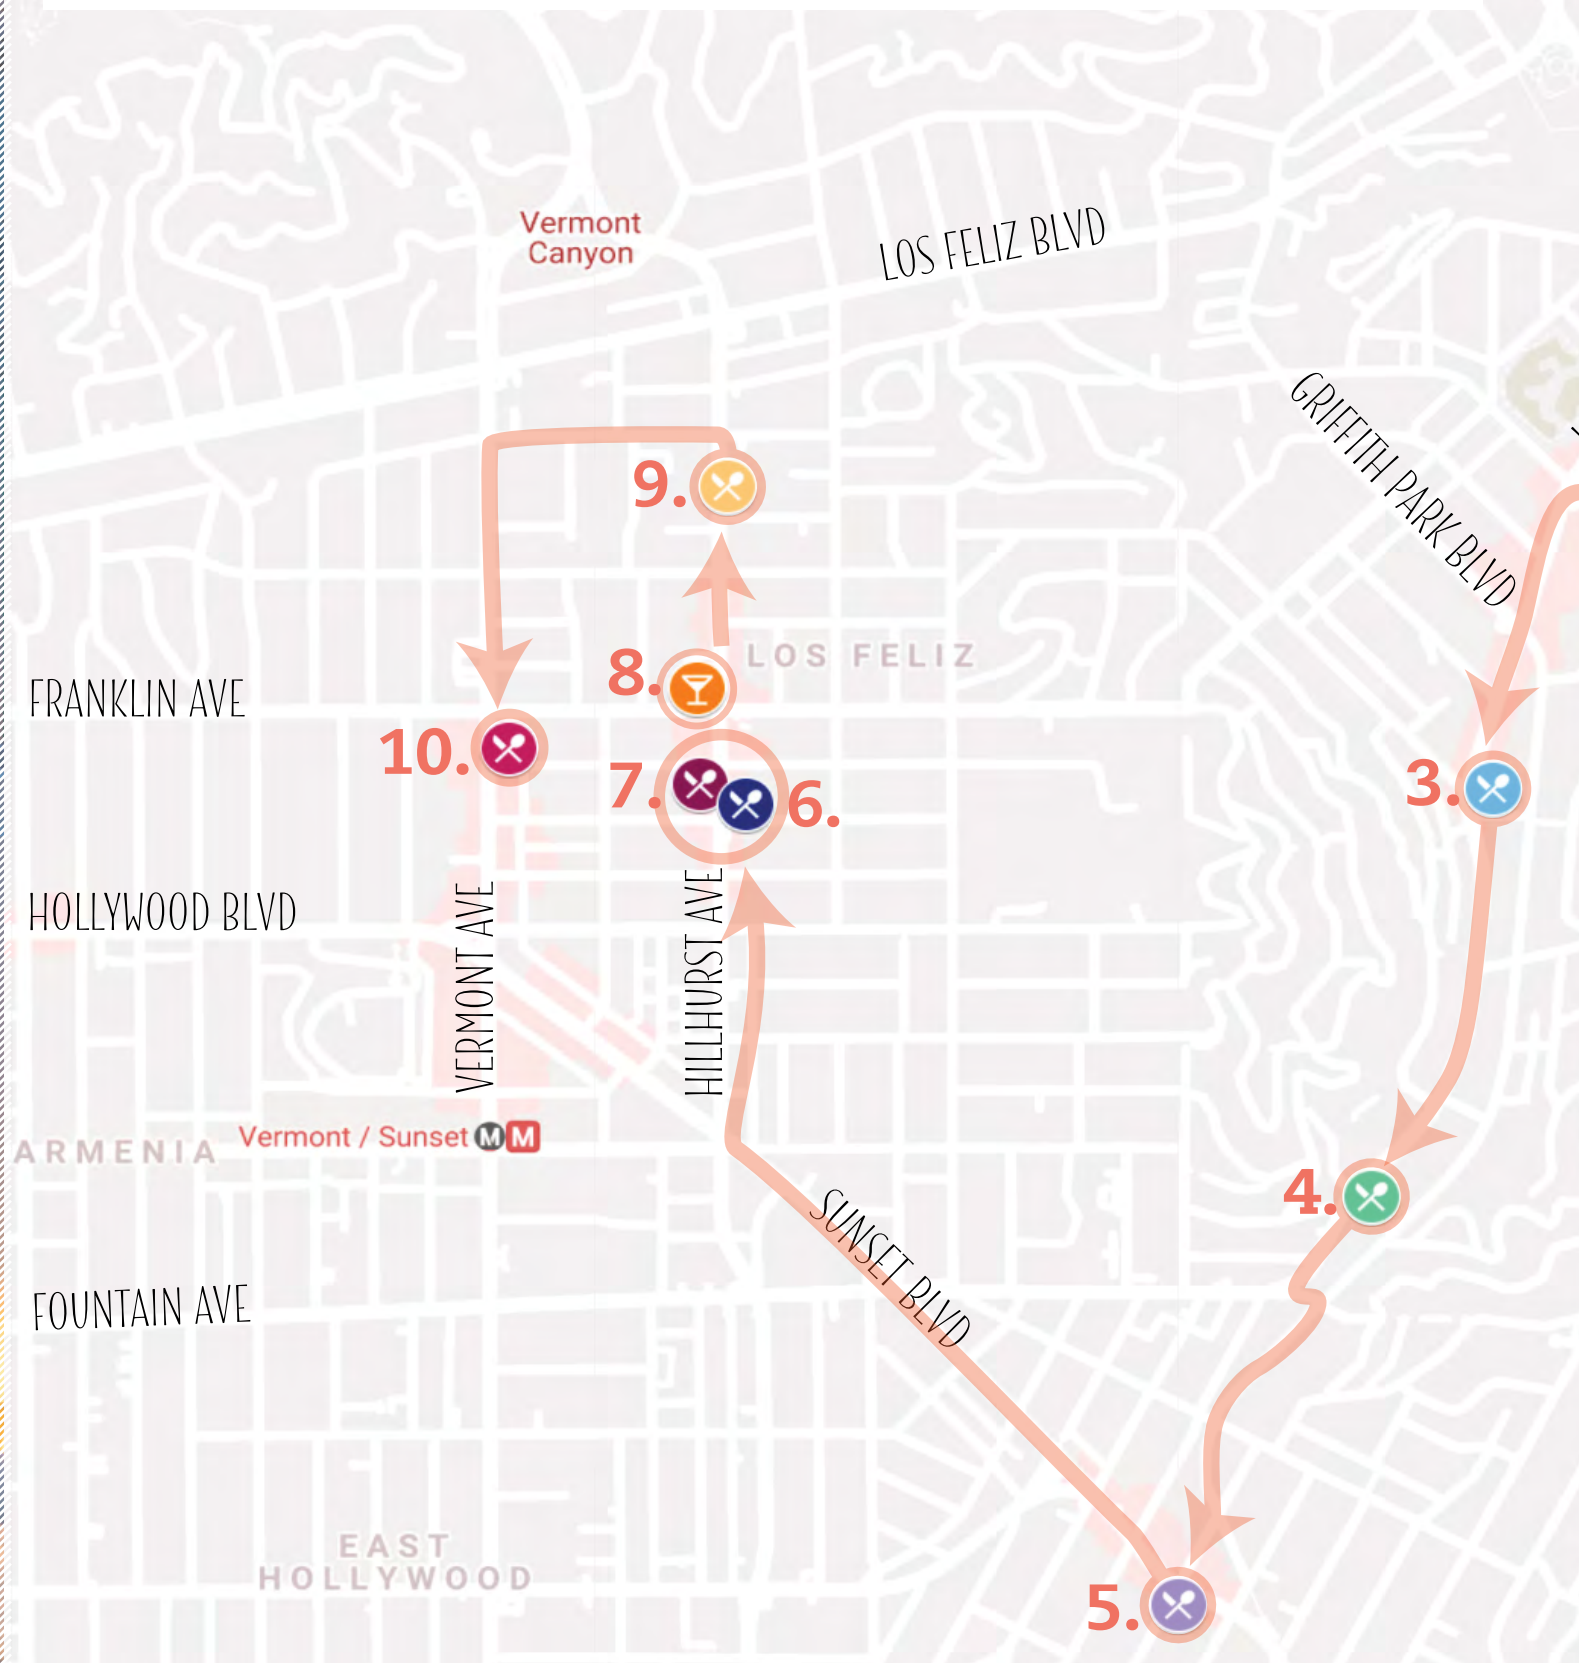 Vermont
Canyon
LOS FELIZ BLVD
GRIFFITH PARK BLVD
9.
8.
LOS FELIZ
FRANKLIN AVE
10.
7.
6.
3.
HOLLYWOOD BLVD
VERMONT AVE
HILLHURST AVE
ARMENIA
Vermont / Sunset M M
4.
SUNSET BLVD
FOUNTAIN AVE
EAST
HOLLYWOOD
5.